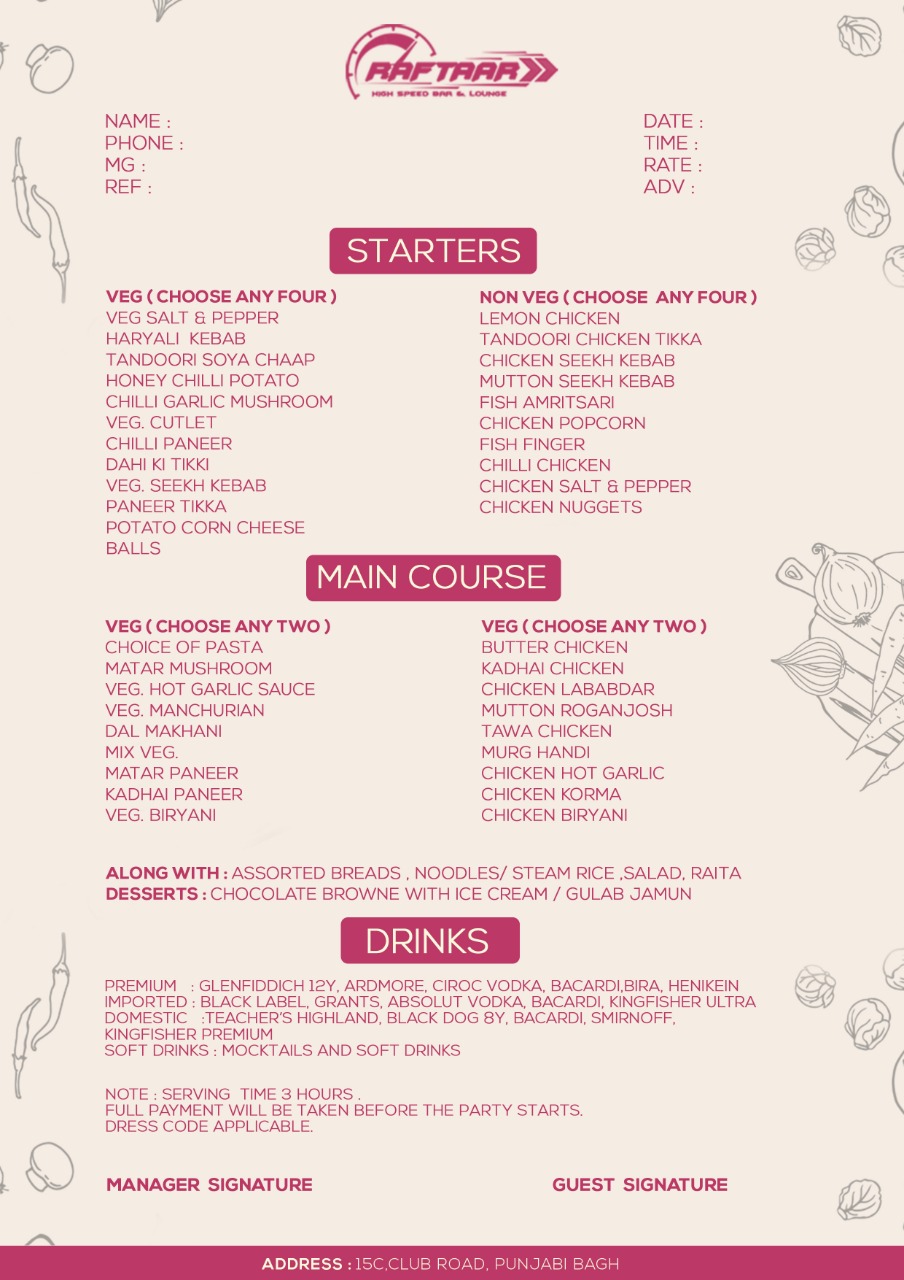 RAFTAAR
HIGH SPEED BAR & LOUNGE
NAME :
PHONE :
MG :
REF :
DATE :
TIME :
RATE :
ADV :
STARTERS
VEG ( CHOOSE ANY FOUR )
VEG SALT & PEPPER
HARYALI KEBAB
TANDOORI SOYA CHAAP
HONEY CHILLI POTATO
CHILLI GARLIC MUSHROOM
VEG. CUTLET
CHILLI PANEER
DAHI KI TIKKI
VEG. SEEKH KEBAB
PANEER TIKKA
POTATO CORN CHEESE
BALLS
NON VEG ( CHOOSE ANY FOUR )
LEMON CHICKEN
TANDOORI CHICKEN TIKKA
CHICKEN SEEKH KEBAB
MUTTON SEEKH KEBAB
FISH AMRITSARI
CHICKEN POPCORN
FISH FINGER
CHILLI CHICKEN
CHICKEN SALT & PEPPER
CHICKEN NUGGETS
MAIN COURSE
VEG ( CHOOSE ANY TWO )
CHOICE OF PASTA
MATAR MUSHROOM
VEG. HOT GARLIC SAUCE
VEG. MANCHURIAN
DAL MAKHANI
MIX VEG.
MATAR PANEER
KADHAI PANEER
VEG. BIRYANI
VEG ( CHOOSE ANY TWO )
BUTTER CHICKEN
KADHAI CHICKEN
CHICKEN LABABDAR
MUTTON ROGANJOSH
TAWA CHICKEN
MURG HANDI
CHICKEN HOT GARLIC
CHICKEN KORMA
CHICKEN BIRYANI
ALONG WITH : ASSORTED BREADS , NOODLES/ STEAM RICE ,SALAD, RAITA
DESSERTS : CHOCOLATE BROWNE WITH ICE CREAM / GULAB JAMUN
DRINKS
PREMIUM : GLENFIDDICH 12Y, ARDMORE, CIROC VODKA, BACARDI,BIRA, HENIKEIN
IMPORTED : BLACK LABEL, GRANTS, ABSOLUT VODKA, BACARDI, KINGFISHER ULTRA
DOMESTIC :TEACHER'S HIGHLAND, BLACK DOG 8Y, BACARDI, SMIRNOFF,
KINGFISHER PREMIUM
SOFT DRINKS : MOCKTAILS AND SOFT DRINKS
NOTE : SERVING TIME 3 HOURS .
FULL PAYMENT WILL BE TAKEN BEFORE THE PARTY STARTS.
DRESS CODE APPLICABLE.
MANAGER SIGNATURE
GUEST SIGNATURE
ADDRESS : 15C,CLUB ROAD, PUNJABI BAGH